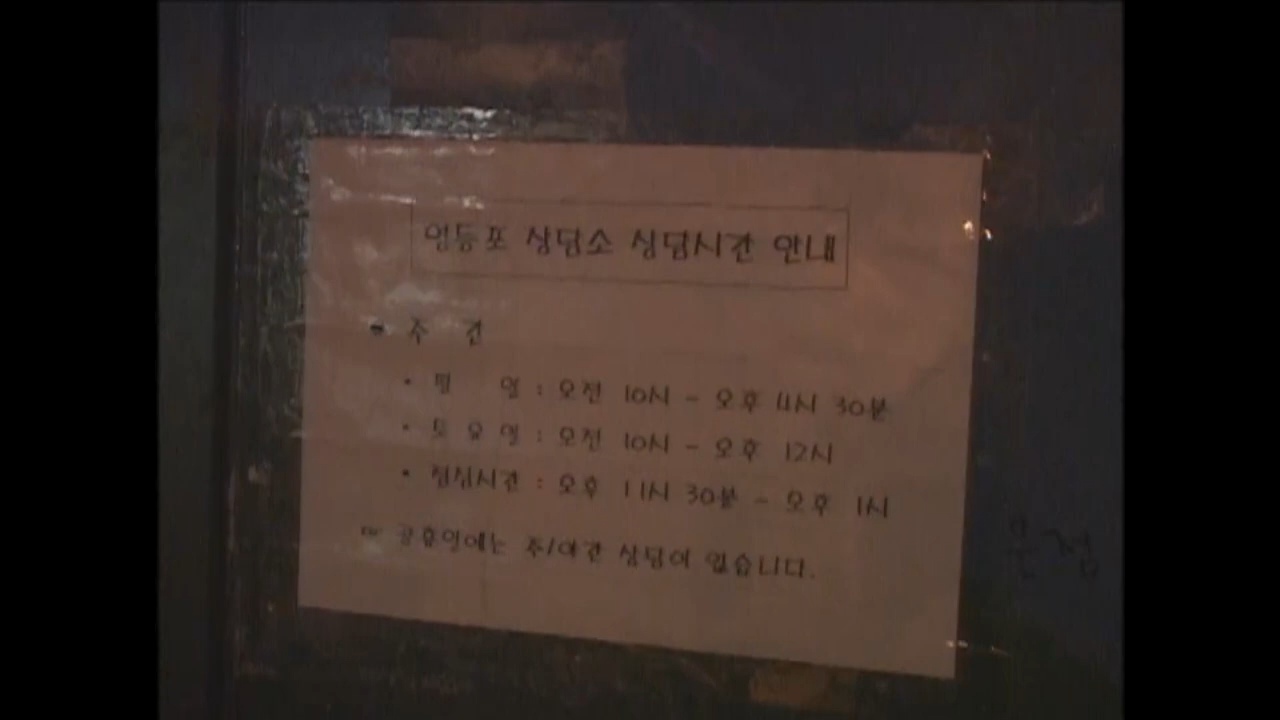 영등포 상담소 상담시간 안내
주 간
· 평 일 : 오전 10시 - 오후 4시 30분
· 토 요 일 : 오전 10시 - 오후 12시
· 점심시간 : 오후 11시 30분 - 오후 1시
☞ 공휴일에는 주/야간 상담이 없습니다.